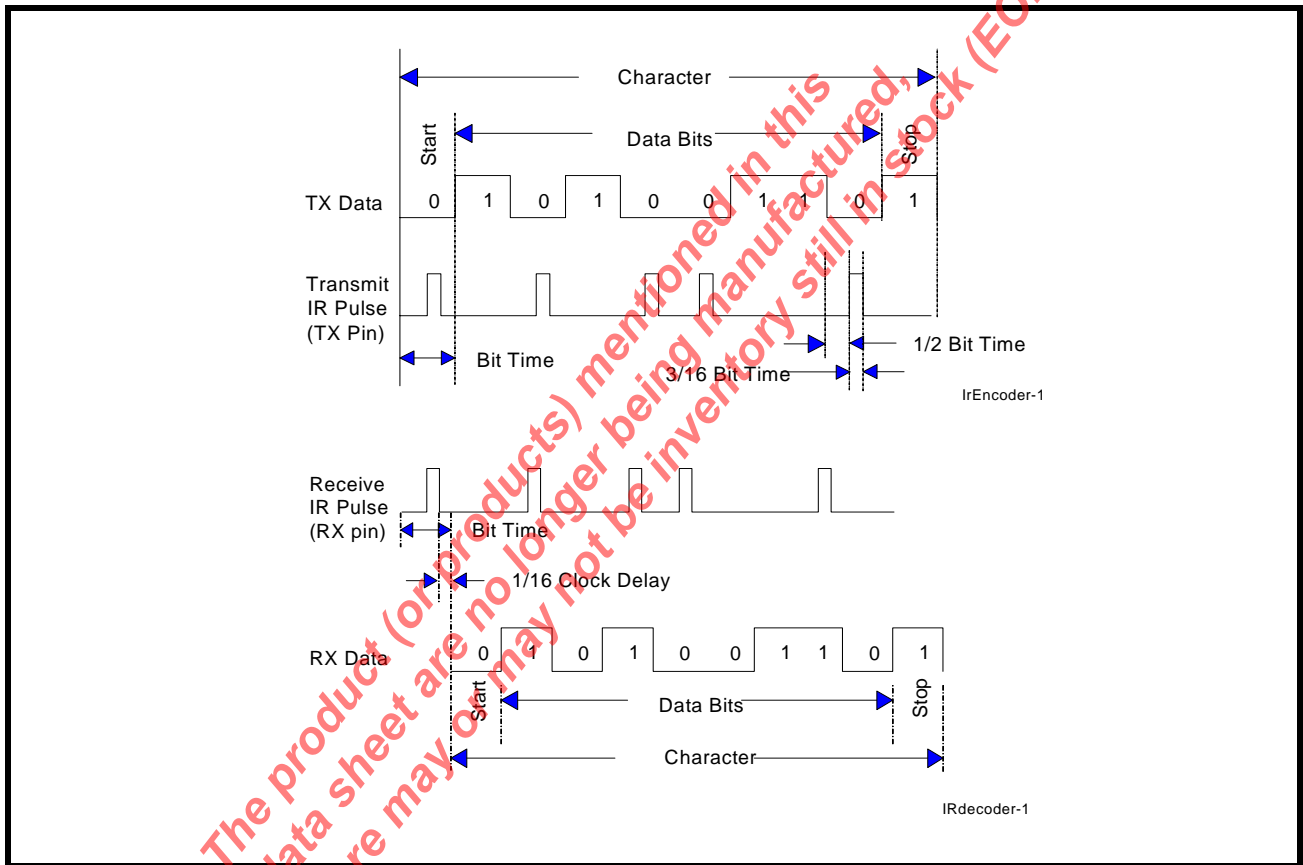 Character
Start
Data Bits
Stop
TX Data
0 1 0 1 0 0 1 1 0 1
Transmit
IR Pulse
(TX Pin)
Bit Time
1/2 Bit Time
3/16 Bit Time
IrEncoder-1
Receive
IR Pulse
(RX pin)
Bit Time
1/16 Clock Delay
RX Data
0 1 0 1 0 0 1 1 0 1
Start
Data Bits
Stop
Character
IRdecoder-1
The product (or products) mentioned in this
data sheet are no longer being manufactured,
re may or may not be inventory still in stock (EO